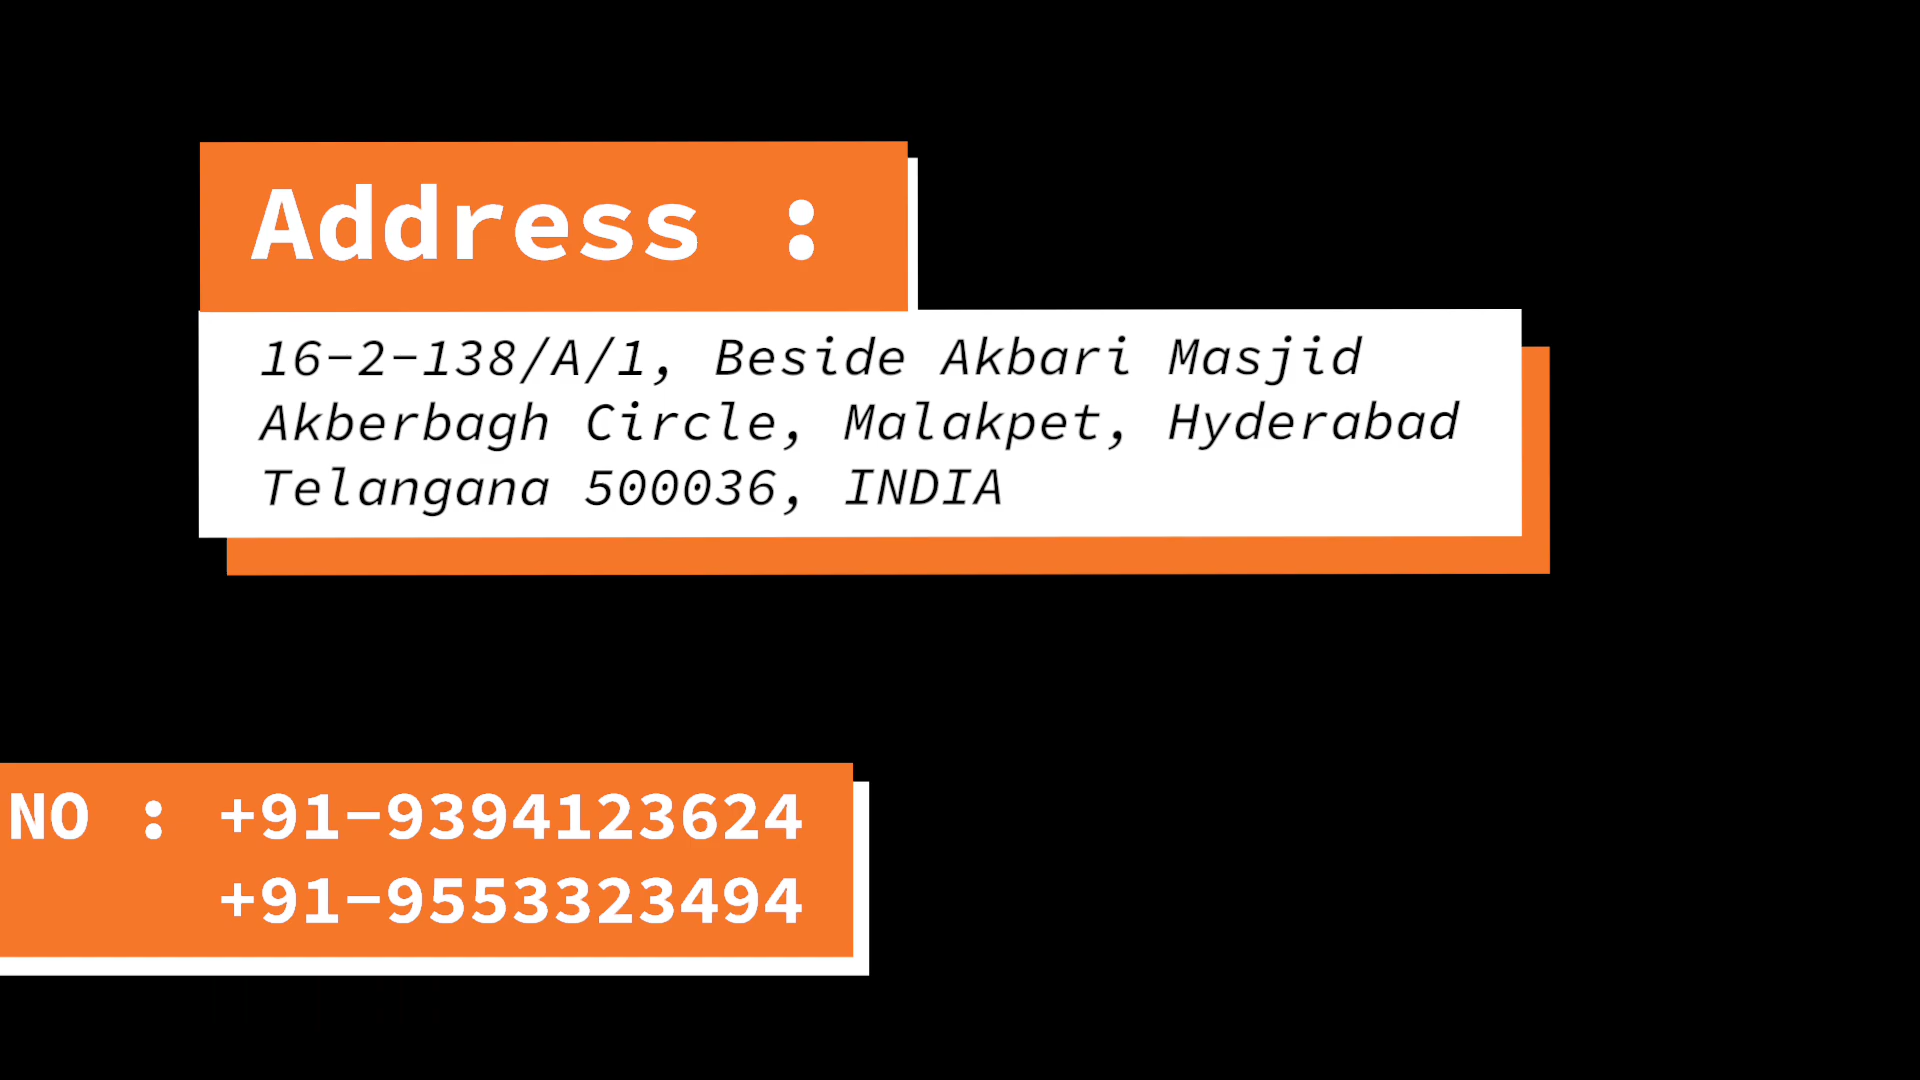 Address :
16-2-138/A/1, Beside Akbari Masjid
Akberbagh Circle, Malakpet, Hyderabad
Telangana 500036, INDIA
NO : +91-9394123624
+91-9553323494